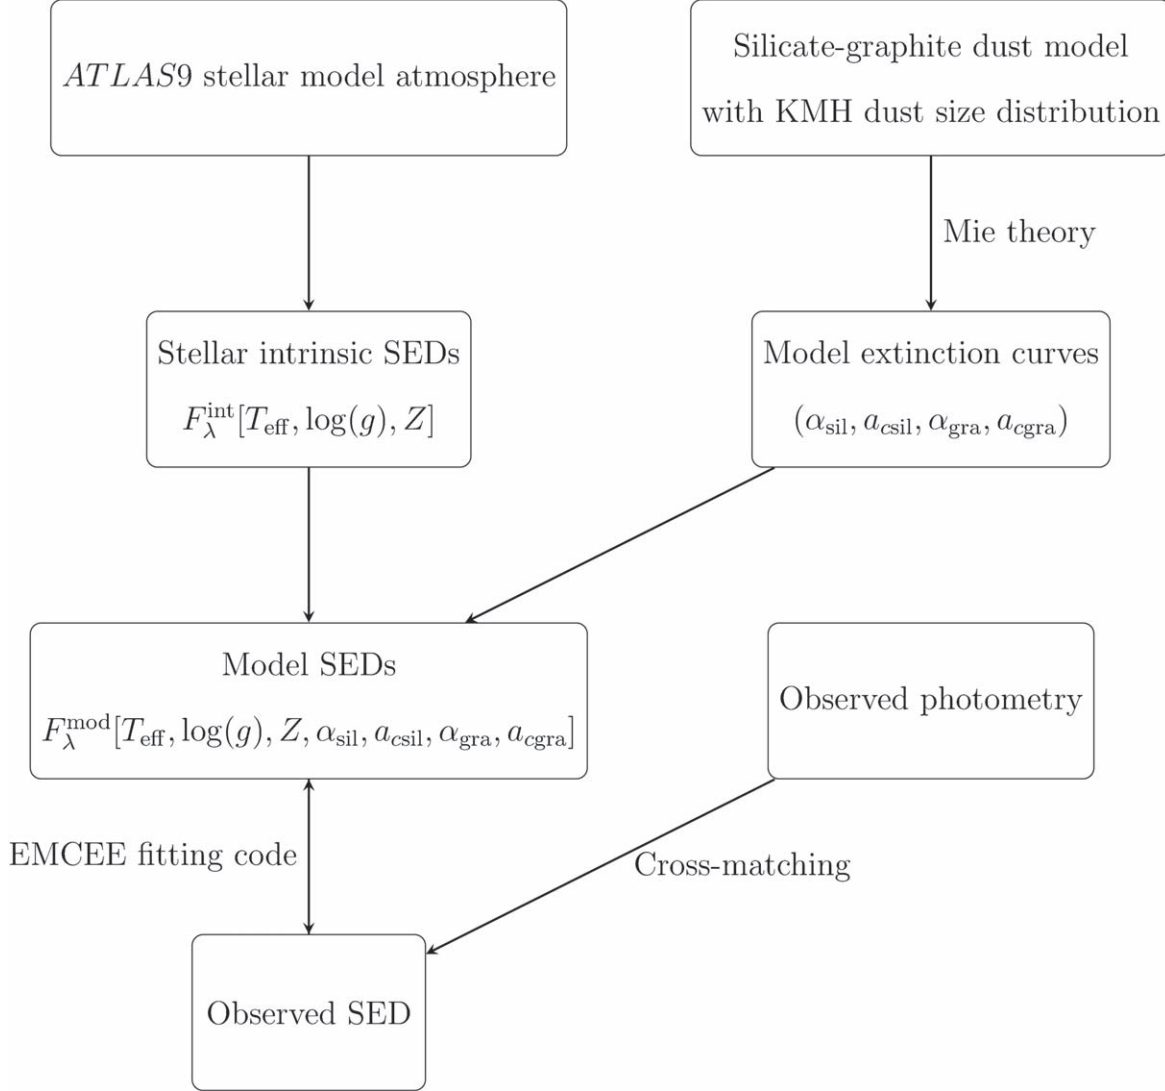 ATLAS9 stellar model atmosphere
Silicate-graphite dust model
with KMH dust size distribution
Mie theory
Stellar intrinsic SEDs
F_λ^int[T_eff, log(g), Z]
Model extinction curves
(α_sil, a_csil, α_gra, a_cgra)
Model SEDs
F_λ^mod[T_eff, log(g), Z, α_sil, a_csil, α_gra, a_cgra]
Observed photometry
EMCEE fitting code
Cross-matching
Observed SED